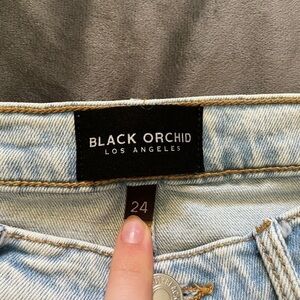 BLACK ORCHID
LOS ANGELES
24